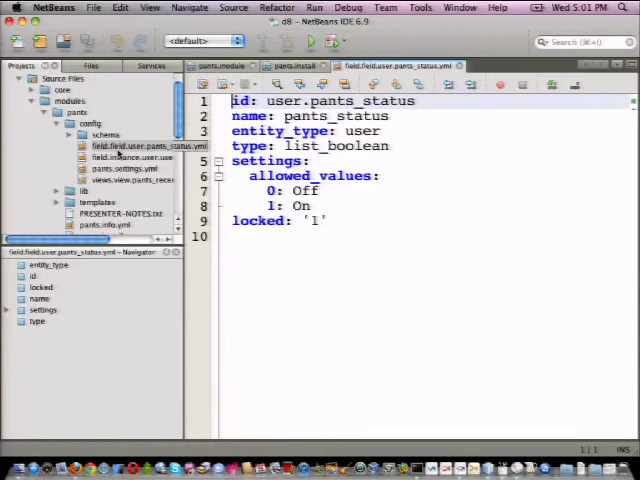 NetBeans File Edit View Navigate Source Refactor Run Debug Team Tools Window Help Wed 5:01 PM
d8 – NetBeans IDE 6.9
<default>
Search (⌘+I)
Projects Files Services
pants.module pants.install field.field.user.pants_status.yml
Source Files
core
modules
pants
config
schema
field.field.user.pants_status.yml
field.instance.user.use
pants.settings.yml
views.view.pants_recer
lib
templates
PRESENTER-NOTES.txt
pants.info.yml
field.field.user.pants_status.yml – Navigator
entity_type
id
locked
name
settings
type
1 id: user.pants_status
2 name: pants_status
3 entity_type: user
4 type: list_boolean
5 settings:
6 allowed_values:
7 0: Off
8 1: On
9 locked: '1'
10
1 | 1 INS